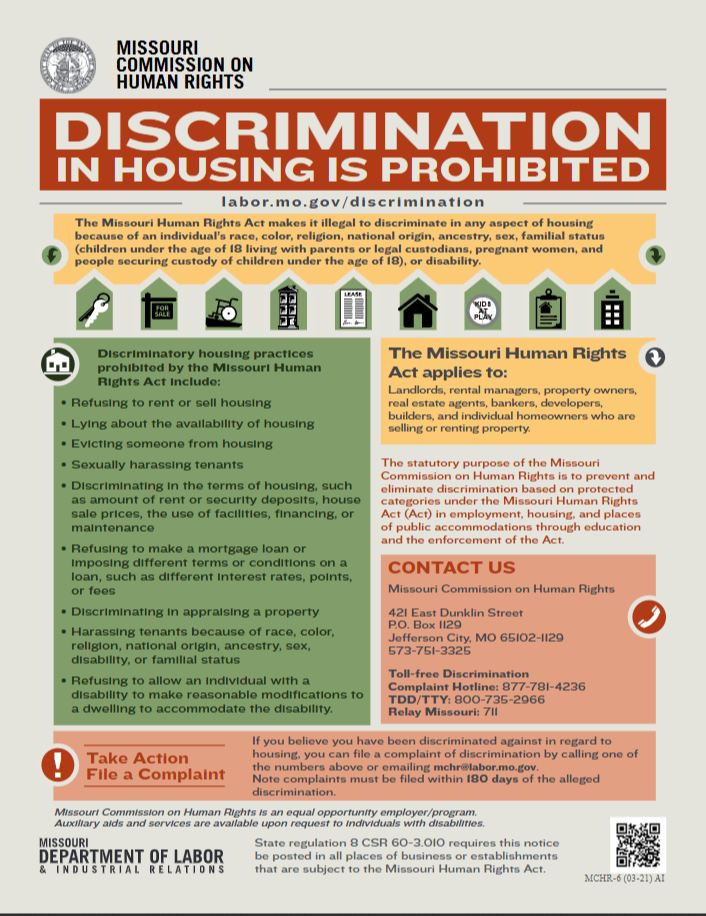 MISSOURI
COMMISSION ON
HUMAN RIGHTS
DISCRIMINATION
IN HOUSING IS PROHIBITED
labor.mo.gov/discrimination
The Missouri Human Rights Act makes it illegal to discriminate in any aspect of housing
because of an individual's race, color, religion, national origin, ancestry, sex, familial status
(children under the age of 18 living with parents or legal custodians, pregnant women, and
people securing custody of children under the age of 18), or disability.
FOR
SALE
LEASE
KIDS
AT
PLAY
Discriminatory housing practices
prohibited by the Missouri Human
Rights Act include:
• Refusing to rent or sell housing
• Lying about the availability of housing
• Evicting someone from housing
• Sexually harassing tenants
• Discriminating in the terms of housing, such
as amount of rent or security deposits, house
sale prices, the use of facilities, financing, or
maintenance
• Refusing to make a mortgage loan or
imposing different terms or conditions on a
loan, such as different interest rates, points,
or fees
• Discriminating in appraising a property
• Harassing tenants because of race, color,
religion, national origin, ancestry, sex,
disability, or familial status
• Refusing to allow an individual with a
disability to make reasonable modifications to
a dwelling to accommodate the disability.
The Missouri Human Rights
Act applies to:
Landlords, rental managers, property owners,
real estate agents, bankers, developers,
builders, and individual homeowners who are
selling or renting property.
The statutory purpose of the Missouri
Commission on Human Rights is to prevent and
eliminate discrimination based on protected
categories under the Missouri Human Rights
Act (Act) in employment, housing, and places
of public accommodations through education
and the enforcement of the Act.
CONTACT US
Missouri Commission on Human Rights
421 East Dunklin Street
P.O. Box 1129
Jefferson City, MO 65102-1129
573-751-3325
Toll-free Discrimination
Complaint Hotline: 877-781-4236
TDD/TTY: 800-735-2966
Relay Missouri: 711
Take Action
File a Complaint
If you believe you have been discriminated against in regard to
housing, you can file a complaint of discrimination by calling one of
the numbers above or emailing mchr@labor.mo.gov.
Note complaints must be filed within 180 days of the alleged
discrimination.
Missouri Commission on Human Rights is an equal opportunity employer/program.
Auxiliary aids and services are available upon request to individuals with disabilities.
MISSOURI
DEPARTMENT OF LABOR
& INDUSTRIAL RELATIONS
State regulation 8 CSR 60-3.010 requires this notice
be posted in all places of business or establishments
that are subject to the Missouri Human Rights Act.
MCHR-6 (03-21) AI